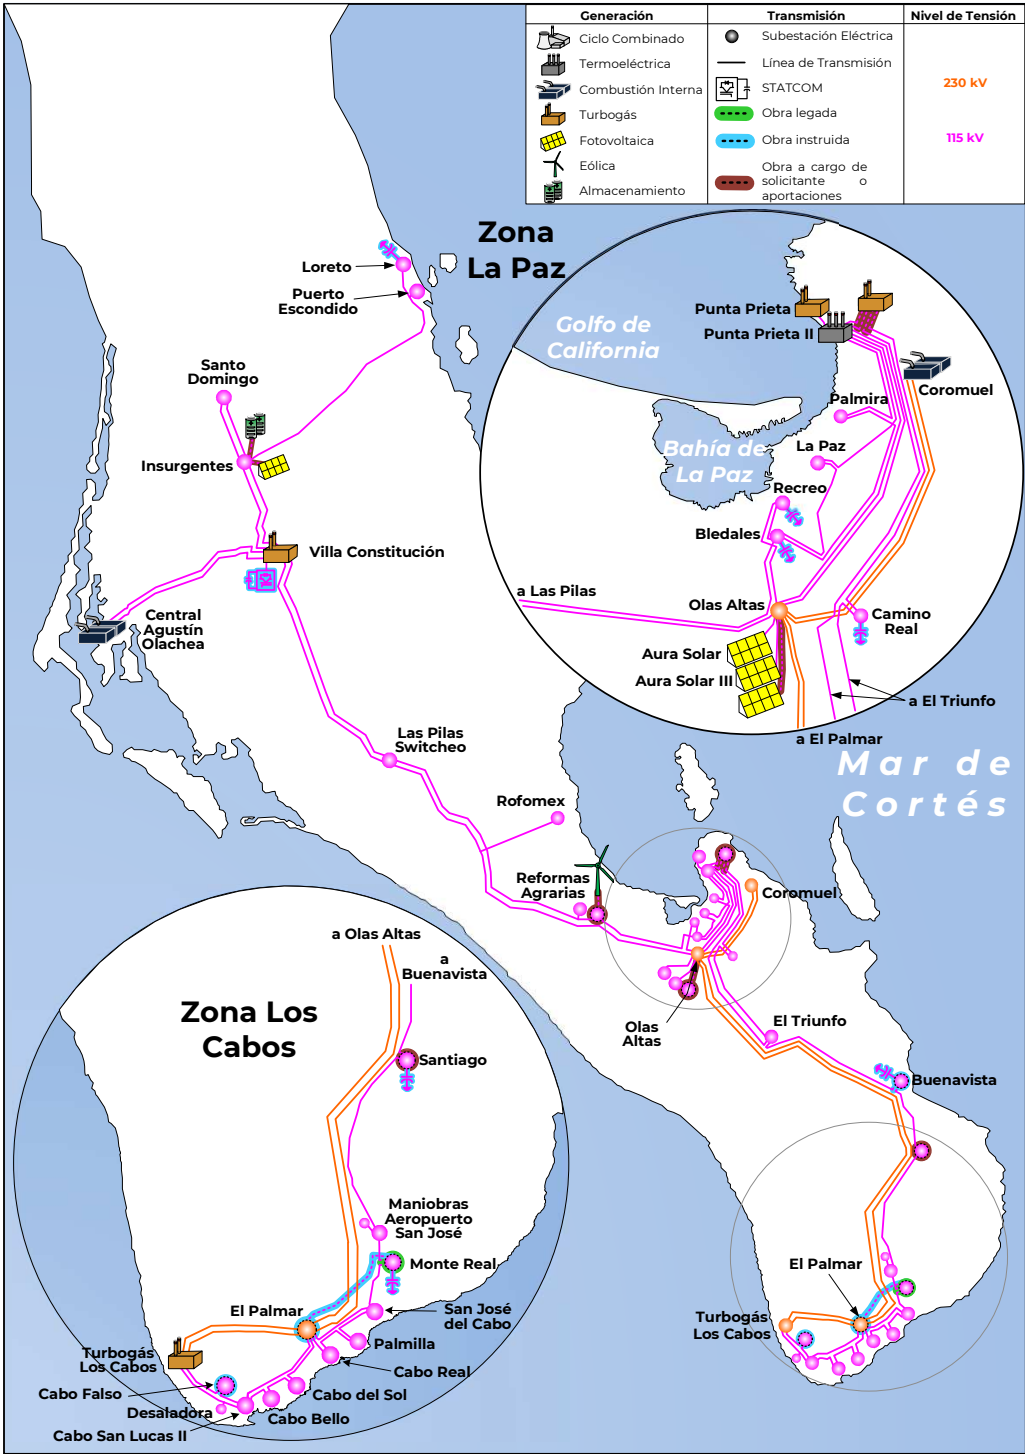 Generación
Transmisión
Nivel de Tensión
Ciclo Combinado
Termoeléctrica
Combustión Interna
Turbogás
Fotovoltaica
Eólica
Almacenamiento
Subestación Eléctrica
Línea de Transmisión
STATCOM
Obra legada
Obra instruida
Obra a cargo de
solicitante o
aportaciones
230 kV
115 kV
Zona
La Paz
Loreto
Puerto
Escondido
Santo
Domingo
Insurgentes
Villa Constitución
Central
Agustín
Olachea
Las Pilas
Switcheo
Rofomex
Reformas
Agrarias
Golfo de
California
Punta Prieta
Punta Prieta II
Coromuel
Palmira
Bahía de
La Paz
La Paz
Recreo
Bledales
a Las Pilas
Olas Altas
Camino
Real
Aura Solar
Aura Solar III
a El Triunfo
a El Palmar
Mar de
Cortés
Coromuel
Olas
Altas
El Triunfo
Buenavista
El Palmar
Turbogás
Los Cabos
a Olas Altas
a
Buenavista
Zona Los
Cabos
Santiago
Maniobras
Aeropuerto
San José
Monte Real
El Palmar
San José
del Cabo
Palmilla
Turbogás
Los Cabos
Cabo Real
Cabo Falso
Cabo del Sol
Desaladora
Cabo Bello
Cabo San Lucas II